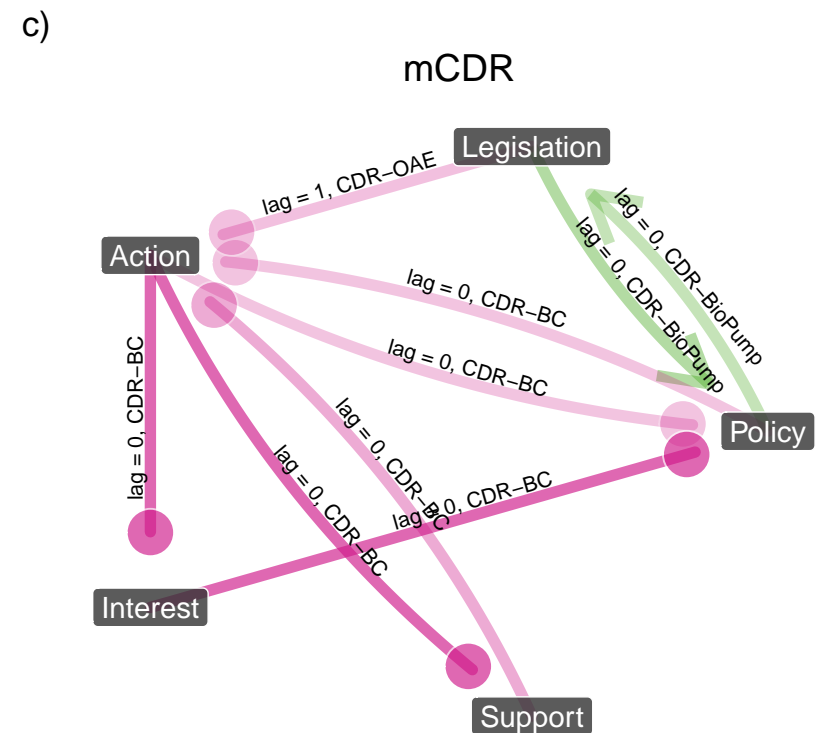 c)
mCDR
Legislation
lag = 1, CDR−OAE
lag = 0, CDR−BioPump
lag = 0, CDR−BioPump
Action
lag = 0, CDR−BC
lag = 0, CDR−BC
lag = 0, CDR−BC
Policy
lag = 0, CDR−BC
lag = 0, CDR−BC
lag = 0, CDR−BC
Interest
Support